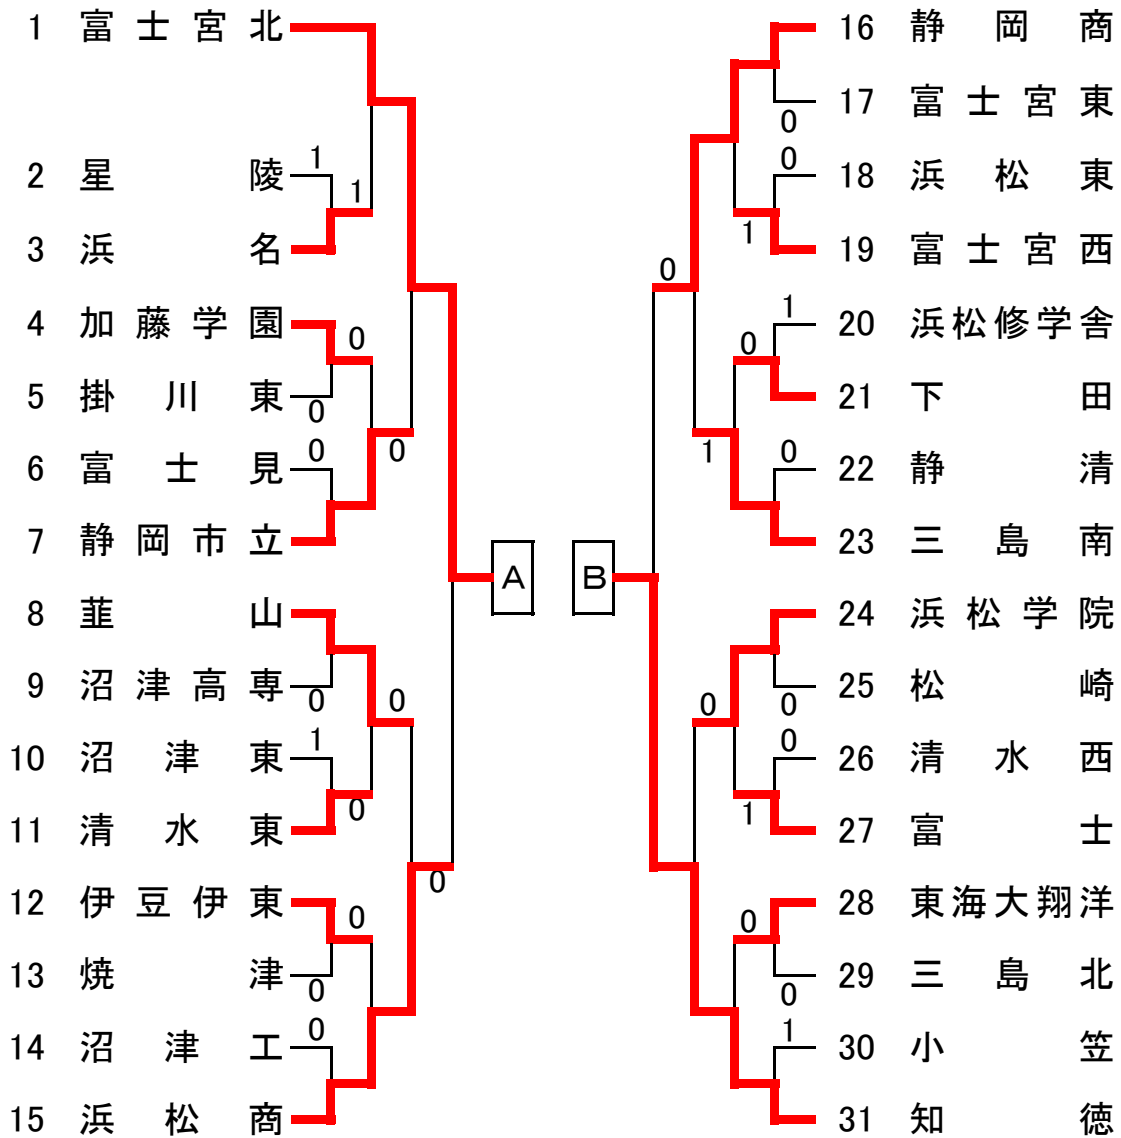 1 富士宮北
1
2 星陵
1
3 浜名
4 加藤学園
0
5 掛川東
0
0
6 富士見
0
7 静岡市立
8 韮山
9 沼津高専
0
0
10 沼津東
1
0
11 清水東
0
12 伊豆伊東
0
13 焼津
0
14 沼津工
0
15 浜松商
A
B
16 静岡商
17 富士宮東
0
0
18 浜松東
1
19 富士宮西
0
1
20 浜松修学舎
0
21 下田
1
0
22 静清
23 三島南
24 浜松学院
25 松崎
0
0
0
26 清水西
1
27 富士
28 東海大翔洋
0
29 三島北
0
1
30 小笠
31 知徳